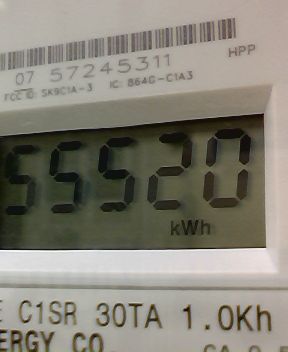 07 57245311
HPP
FCC ID: SK9C1A-3 IC: 864G-C1A3
55520
kWh
C1SR 30TA 1.0Kh
ERGY CO.